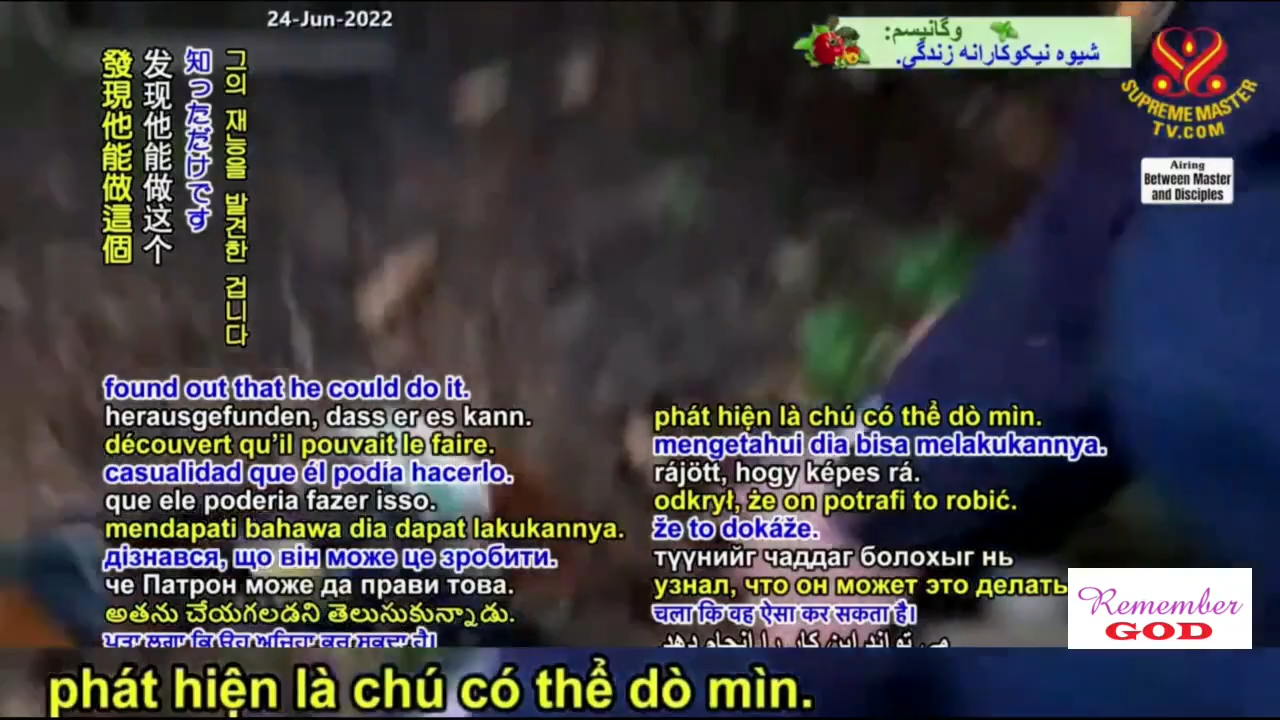 24-Jun-2022
وگانیسم:
شیوه نیکوکارانه زندگی.
SUPREME MASTER
TV.COM
Airing
Between Master
and Disciples
그의 재능을 발견한 겁니다
知っただけです
发现他能做这个
發現他能做這個
found out that he could do it.
herausgefunden, dass er es kann.
découvert qu’il pouvait le faire.
casualidad que él podía hacerlo.
que ele poderia fazer isso.
mendapati bahawa dia dapat lakukannya.
дізнався, що він може це зробити.
че Патрон може да прави това.
అతను చేయగలడని తెలుసుకున్నాడు.
phát hiện là chú có thể dò mìn.
mengetahui dia bisa melakukannya.
rájött, hogy képes rá.
odkrył, że on potrafi to robić.
že to dokáže.
түүнийг чаддаг болохыг нь
узнал, что он может это делать
चला कि वह ऐसा कर सकता है।
Remember
GOD
phát hiện là chú có thể dò mìn.